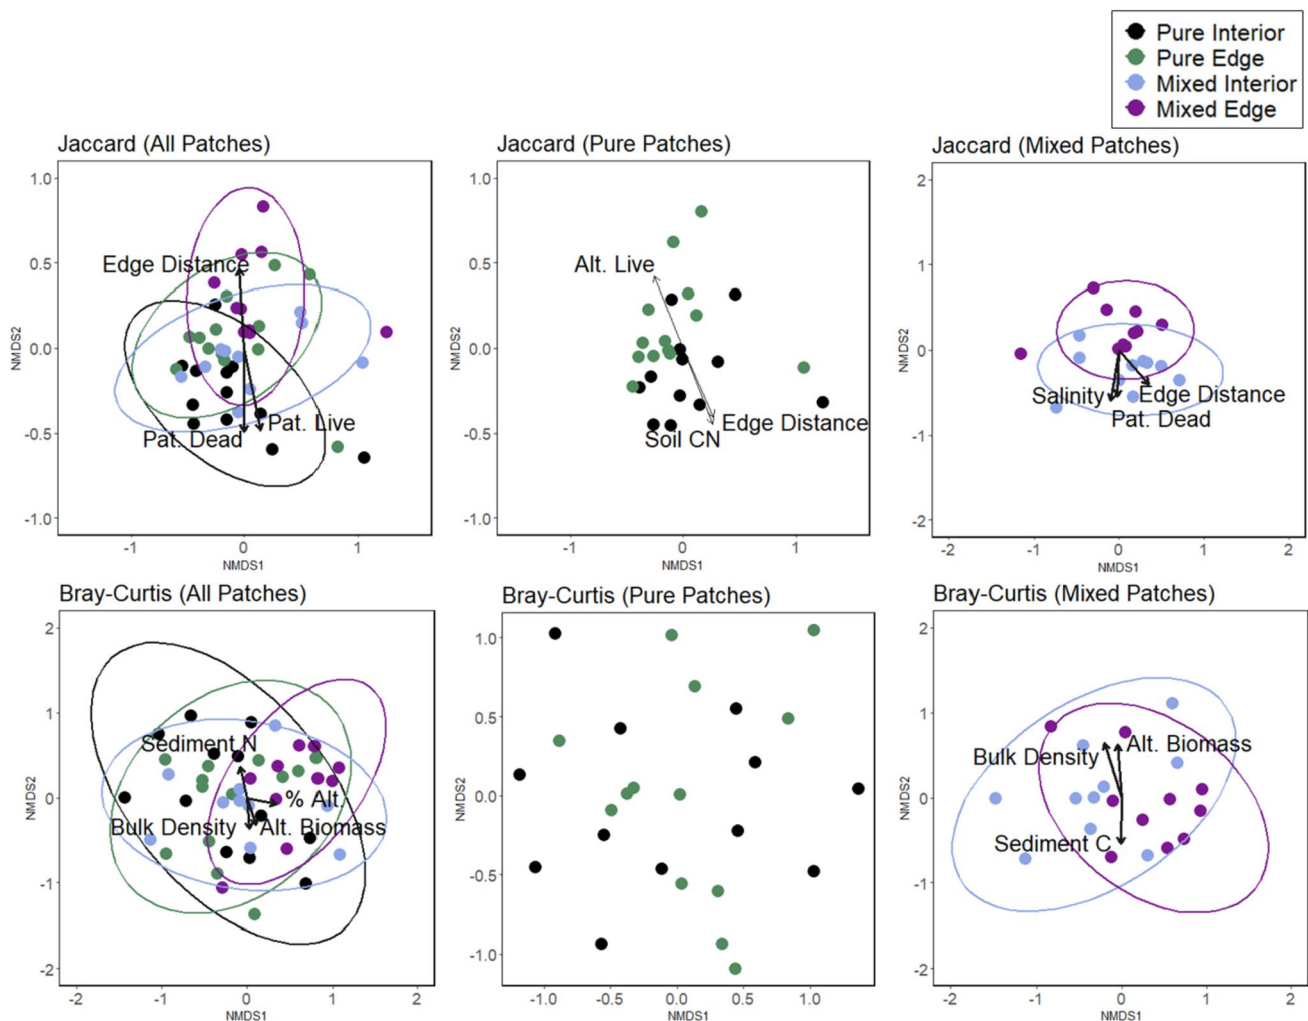 Pure Interior
Pure Edge
Mixed Interior
Mixed Edge
Jaccard (All Patches)
1.0
0.5
0.0
-0.5
-1.0
NMDS2
Edge Distance
Pat. Dead
Pat. Live
-1
0
1
NMDS1
Jaccard (Pure Patches)
1.0
0.5
0.0
-0.5
-1.0
NMDS2
Alt. Live
Edge Distance
Soil CN
-1
0
1
NMDS1
Jaccard (Mixed Patches)
2
1
0
-1
-2
NMDS2
Salinity
Edge Distance
Pat. Dead
-2
-1
0
1
2
NMDS1
Bray-Curtis (All Patches)
2
1
0
-1
-2
NMDS2
Sediment N
% Alt.
Bulk Density
Alt. Biomass
-2
-1
0
1
2
NMDS1
Bray-Curtis (Pure Patches)
1.0
0.5
0.0
-0.5
-1.0
NMDS2
-1.0
-0.5
0.0
0.5
1.0
NMDS1
Bray-Curtis (Mixed Patches)
2
1
0
-1
-2
NMDS2
Bulk Density
Alt. Biomass
Sediment C
-2
-1
0
1
2
NMDS1